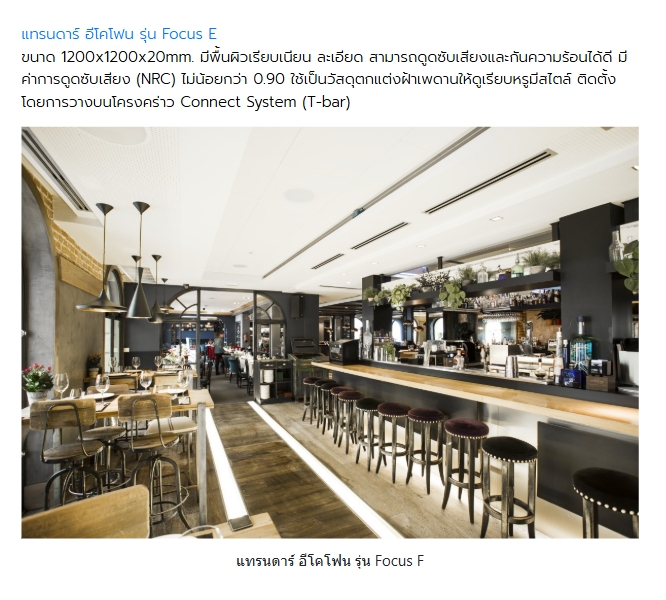 แทรนดาร์ อีโคโฟน รุ่น Focus E
ขนาด 1200x1200x20mm. มีพื้นผิวเรียบเนียน ละเอียด สามารถดูดซับเสียงและกันความร้อนได้ดี มี
ค่าการดูดซับเสียง (NRC) ไม่น้อยกว่า 0.90 ใช้เป็นวัสดุตกแต่งฝ้าเพดานให้ดูเรียบหรูมีสไตล์ ติดตั้ง
โดยการวางบนโครงคร่าว Connect System (T-bar)
แทรนดาร์ อีโคโฟน รุ่น Focus F